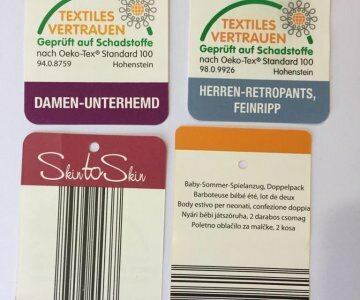 TEXTILES
VERTRAUEN
Geprüft auf Schadstoffe
nach Oeko-Tex® Standard 100
94.0.8759 Hohenstein
DAMEN-UNTERHEMD
TEXTILES
VERTRAUEN
Geprüft auf Schadstoffe
nach Oeko-Tex® Standard 100
98.0.9926 Hohenstein
HERREN-RETROPANTS,
FEINRIPP
Skin to Skin
Baby-Sommer-Spielanzug, Doppelpack
Barboteuse bébé été, lot de deux
Body estivo per neonati, confezione doppia
Nyári bébi játszóruha, 2 darabos csomag
Poletno oblačilo za malčke, 2 kosa